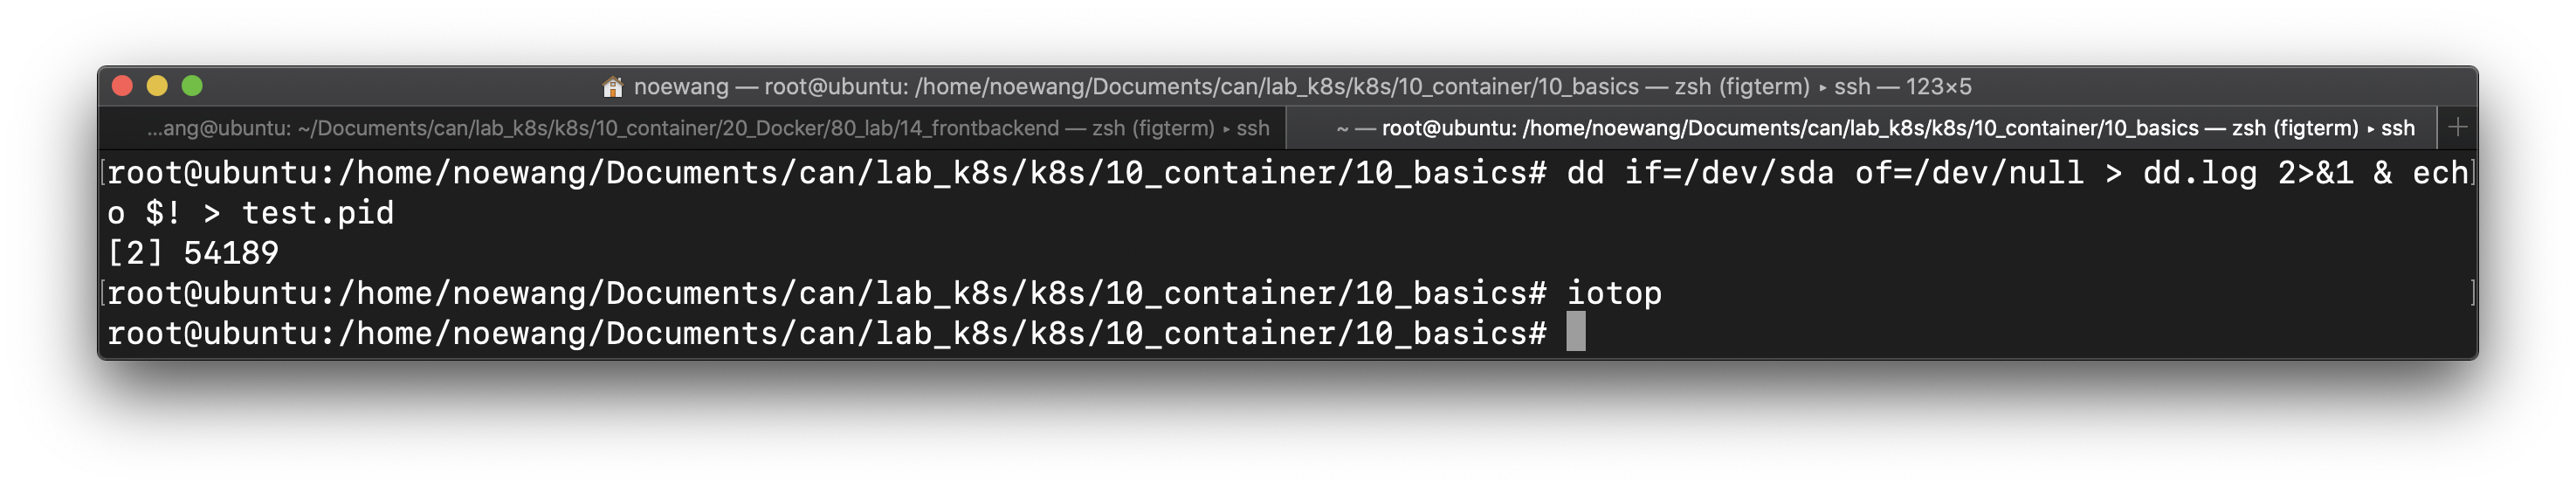 noewang — root@ubuntu: /home/noewang/Documents/can/lab_k8s/k8s/10_container/10_basics — zsh (figterm) ▸ ssh — 123×5
...ang@ubuntu: ~/Documents/can/lab_k8s/k8s/10_container/20_Docker/80_lab/14_frontbackend — zsh (figterm) ▸ ssh
~ — root@ubuntu: /home/noewang/Documents/can/lab_k8s/k8s/10_container/10_basics — zsh (figterm) ▸ ssh +
[root@ubuntu:/home/noewang/Documents/can/lab_k8s/k8s/10_container/10_basics# dd if=/dev/sda of=/dev/null > dd.log 2>&1 & ech]
o $! > test.pid
[2] 54189
[root@ubuntu:/home/noewang/Documents/can/lab_k8s/k8s/10_container/10_basics# iotop ]
root@ubuntu:/home/noewang/Documents/can/lab_k8s/k8s/10_container/10_basics#